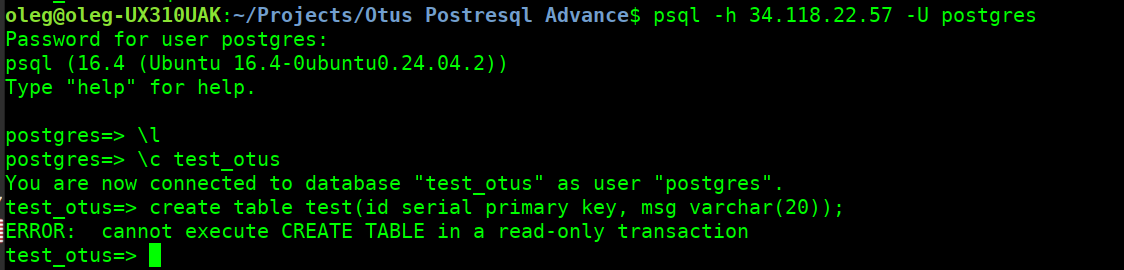 oleg@oleg-UX310UAK:~/Projects/Otus Postresql Advance$ psql -h 34.118.22.57 -U postgres
Password for user postgres:
psql (16.4 (Ubuntu 16.4-0ubuntu0.24.04.2))
Type "help" for help.
postgres=> \l
postgres=> \c test_otus
You are now connected to database "test_otus" as user "postgres".
test_otus=> create table test(id serial primary key, msg varchar(20));
ERROR:  cannot execute CREATE TABLE in a read-only transaction
test_otus=>